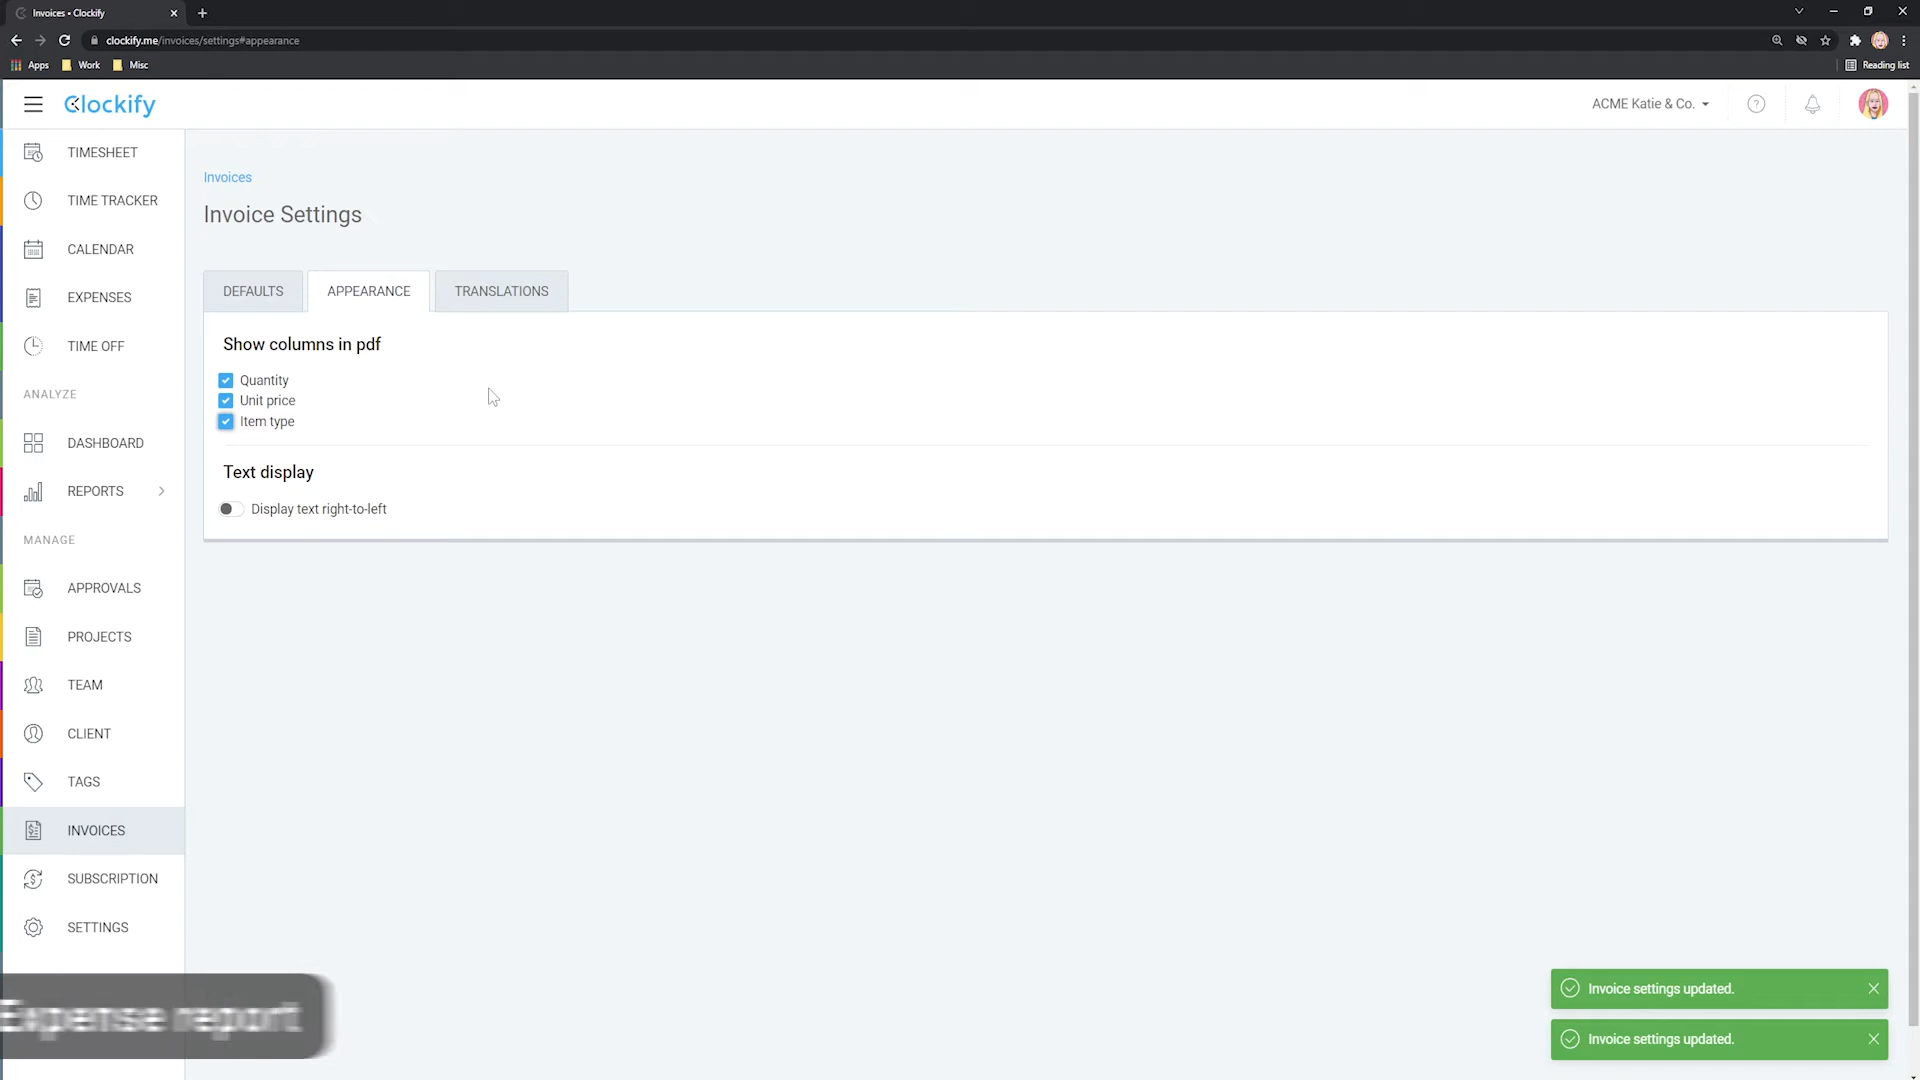 Invoices • Clockify
clockify.me/invoices/settings#appearance
Apps
Work
Misc
Reading list
Clockify
ACME Katie & Co.
TIMESHEET
TIME TRACKER
CALENDAR
EXPENSES
TIME OFF
ANALYZE
DASHBOARD
REPORTS
MANAGE
APPROVALS
PROJECTS
TEAM
CLIENT
TAGS
INVOICES
SUBSCRIPTION
SETTINGS
Invoices
Invoice Settings
DEFAULTS
APPEARANCE
TRANSLATIONS
Show columns in pdf
Quantity
Unit price
Item type
Text display
Display text right-to-left
Expense report
Invoice settings updated.
Invoice settings updated.